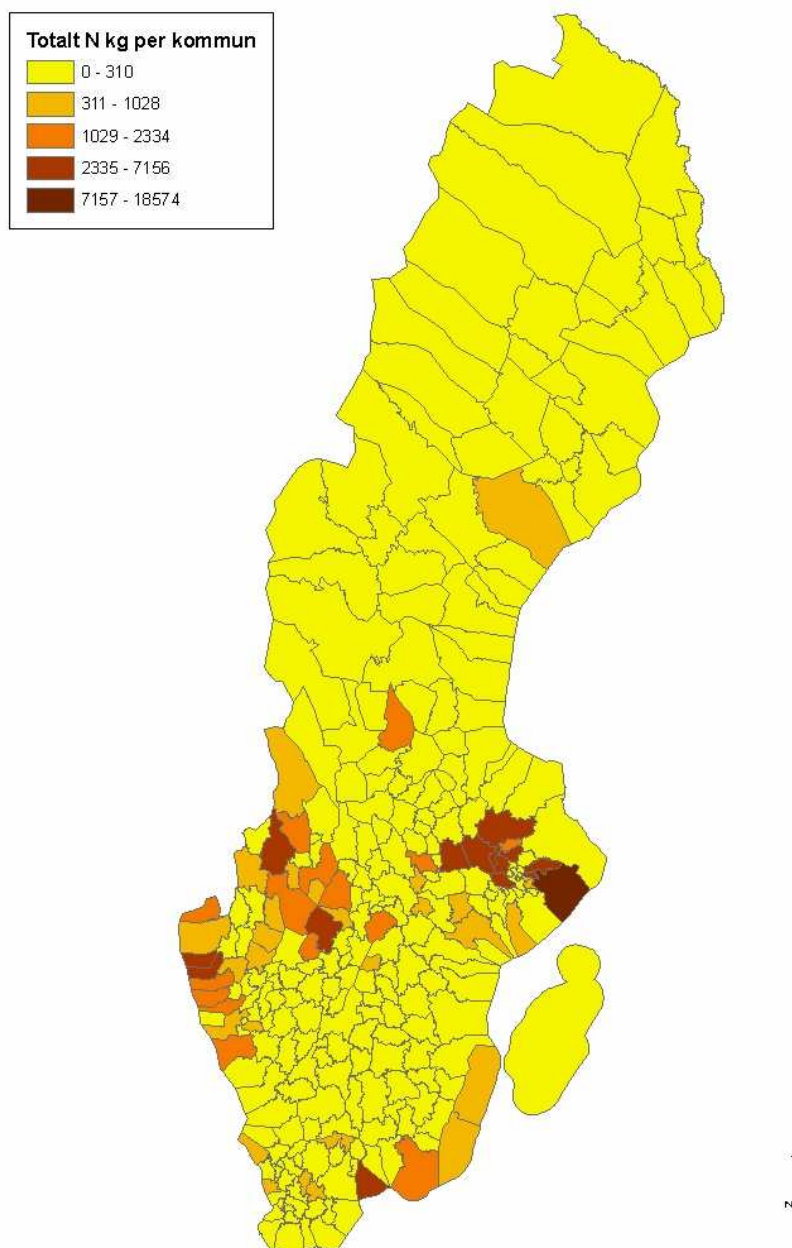 Totalt N kg per kommun
0 - 310
311 - 1028
1029 - 2334
2335 - 7156
7157 - 18574
z